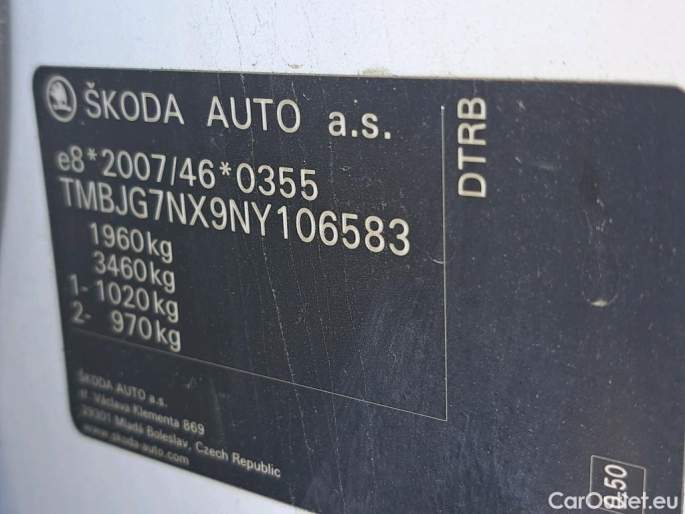 ŠKODA AUTO a.s.
e8*2007/46*0355
TMBJG7NX9NY106583
1960kg
3460kg
1- 1020kg
2- 970kg
DTRB
ŠKODA AUTO a.s.
tř. Václava Klementa 869
29301 Mladá Boleslav, Czech Republic
www.skoda-auto.com
CarOutlet.eu